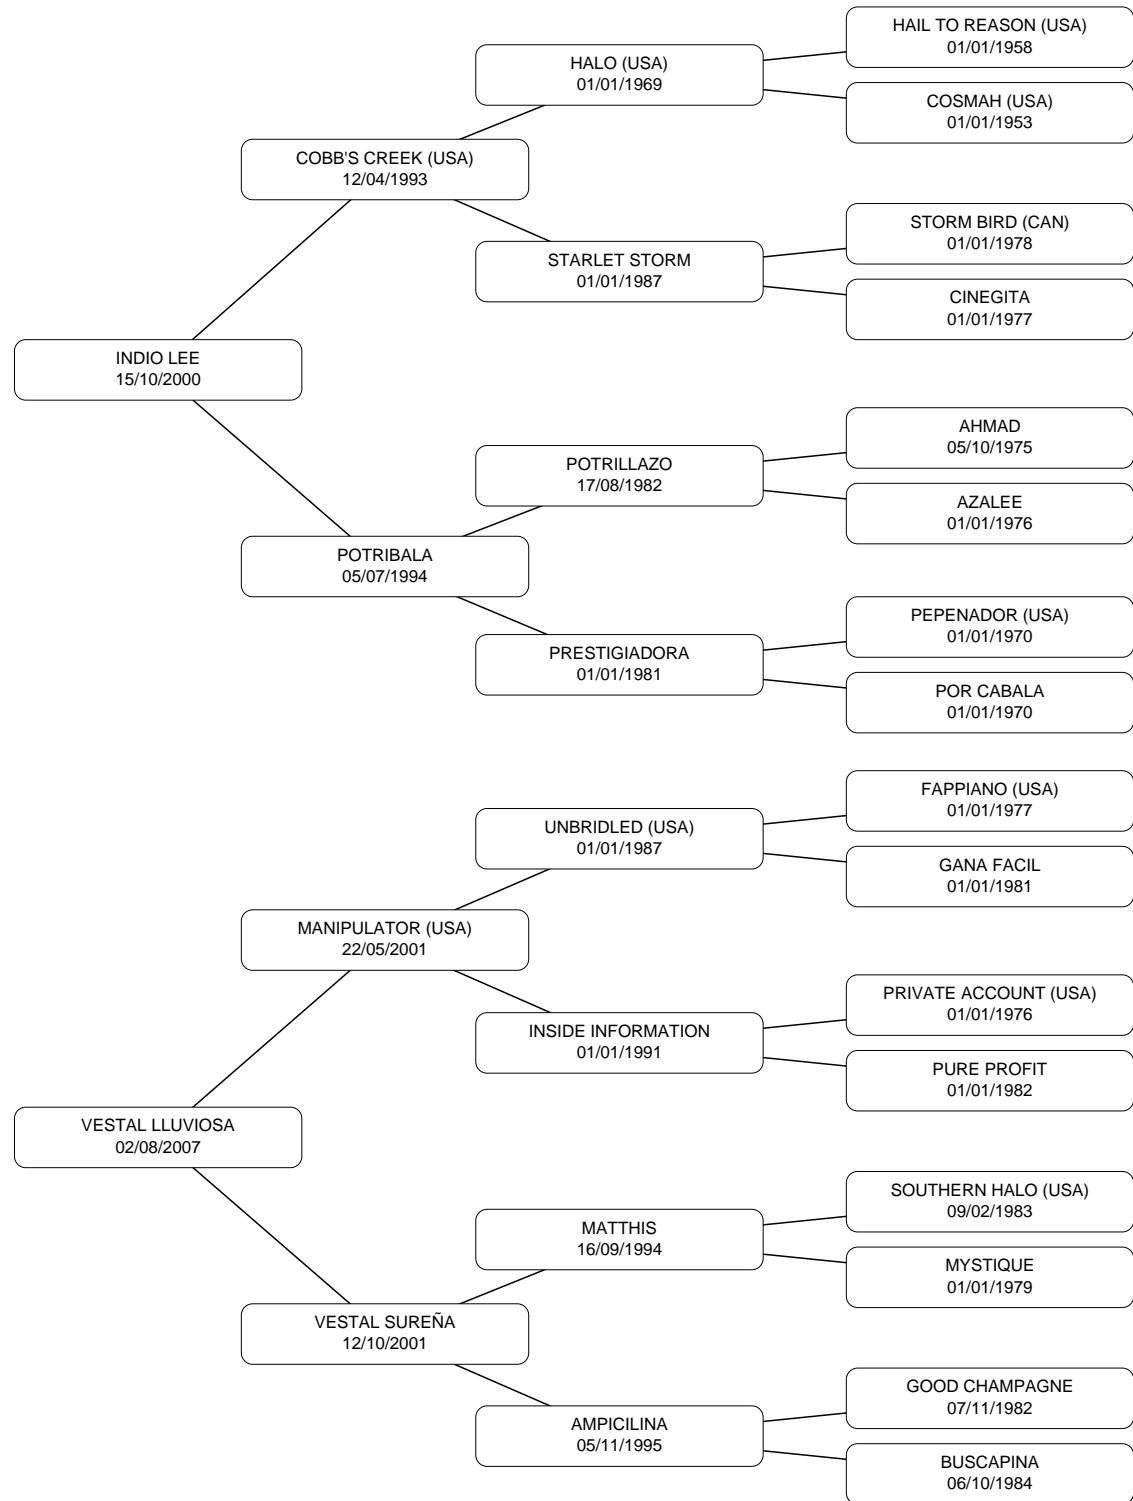 HAIL TO REASON (USA)
01/01/1958
HALO (USA)
01/01/1969
COSMAH (USA)
01/01/1953
COBB'S CREEK (USA)
12/04/1993
STORM BIRD (CAN)
01/01/1978
STARLET STORM
01/01/1987
CINEGITA
01/01/1977
INDIO LEE
15/10/2000
AHMAD
05/10/1975
POTRILLAZO
17/08/1982
AZALEE
01/01/1976
POTRIBALA
05/07/1994
PEPENADOR (USA)
01/01/1970
PRESTIGIADORA
01/01/1981
POR CABALA
01/01/1970
FAPPIANO (USA)
01/01/1977
UNBRIDLED (USA)
01/01/1987
GANA FACIL
01/01/1981
MANIPULATOR (USA)
22/05/2001
PRIVATE ACCOUNT (USA)
01/01/1976
INSIDE INFORMATION
01/01/1991
PURE PROFIT
01/01/1982
VESTAL LLUVIOSA
02/08/2007
SOUTHERN HALO (USA)
09/02/1983
MATTHIS
16/09/1994
MYSTIQUE
01/01/1979
VESTAL SUREÑA
12/10/2001
GOOD CHAMPAGNE
07/11/1982
AMPICILINA
05/11/1995
BUSCAPINA
06/10/1984